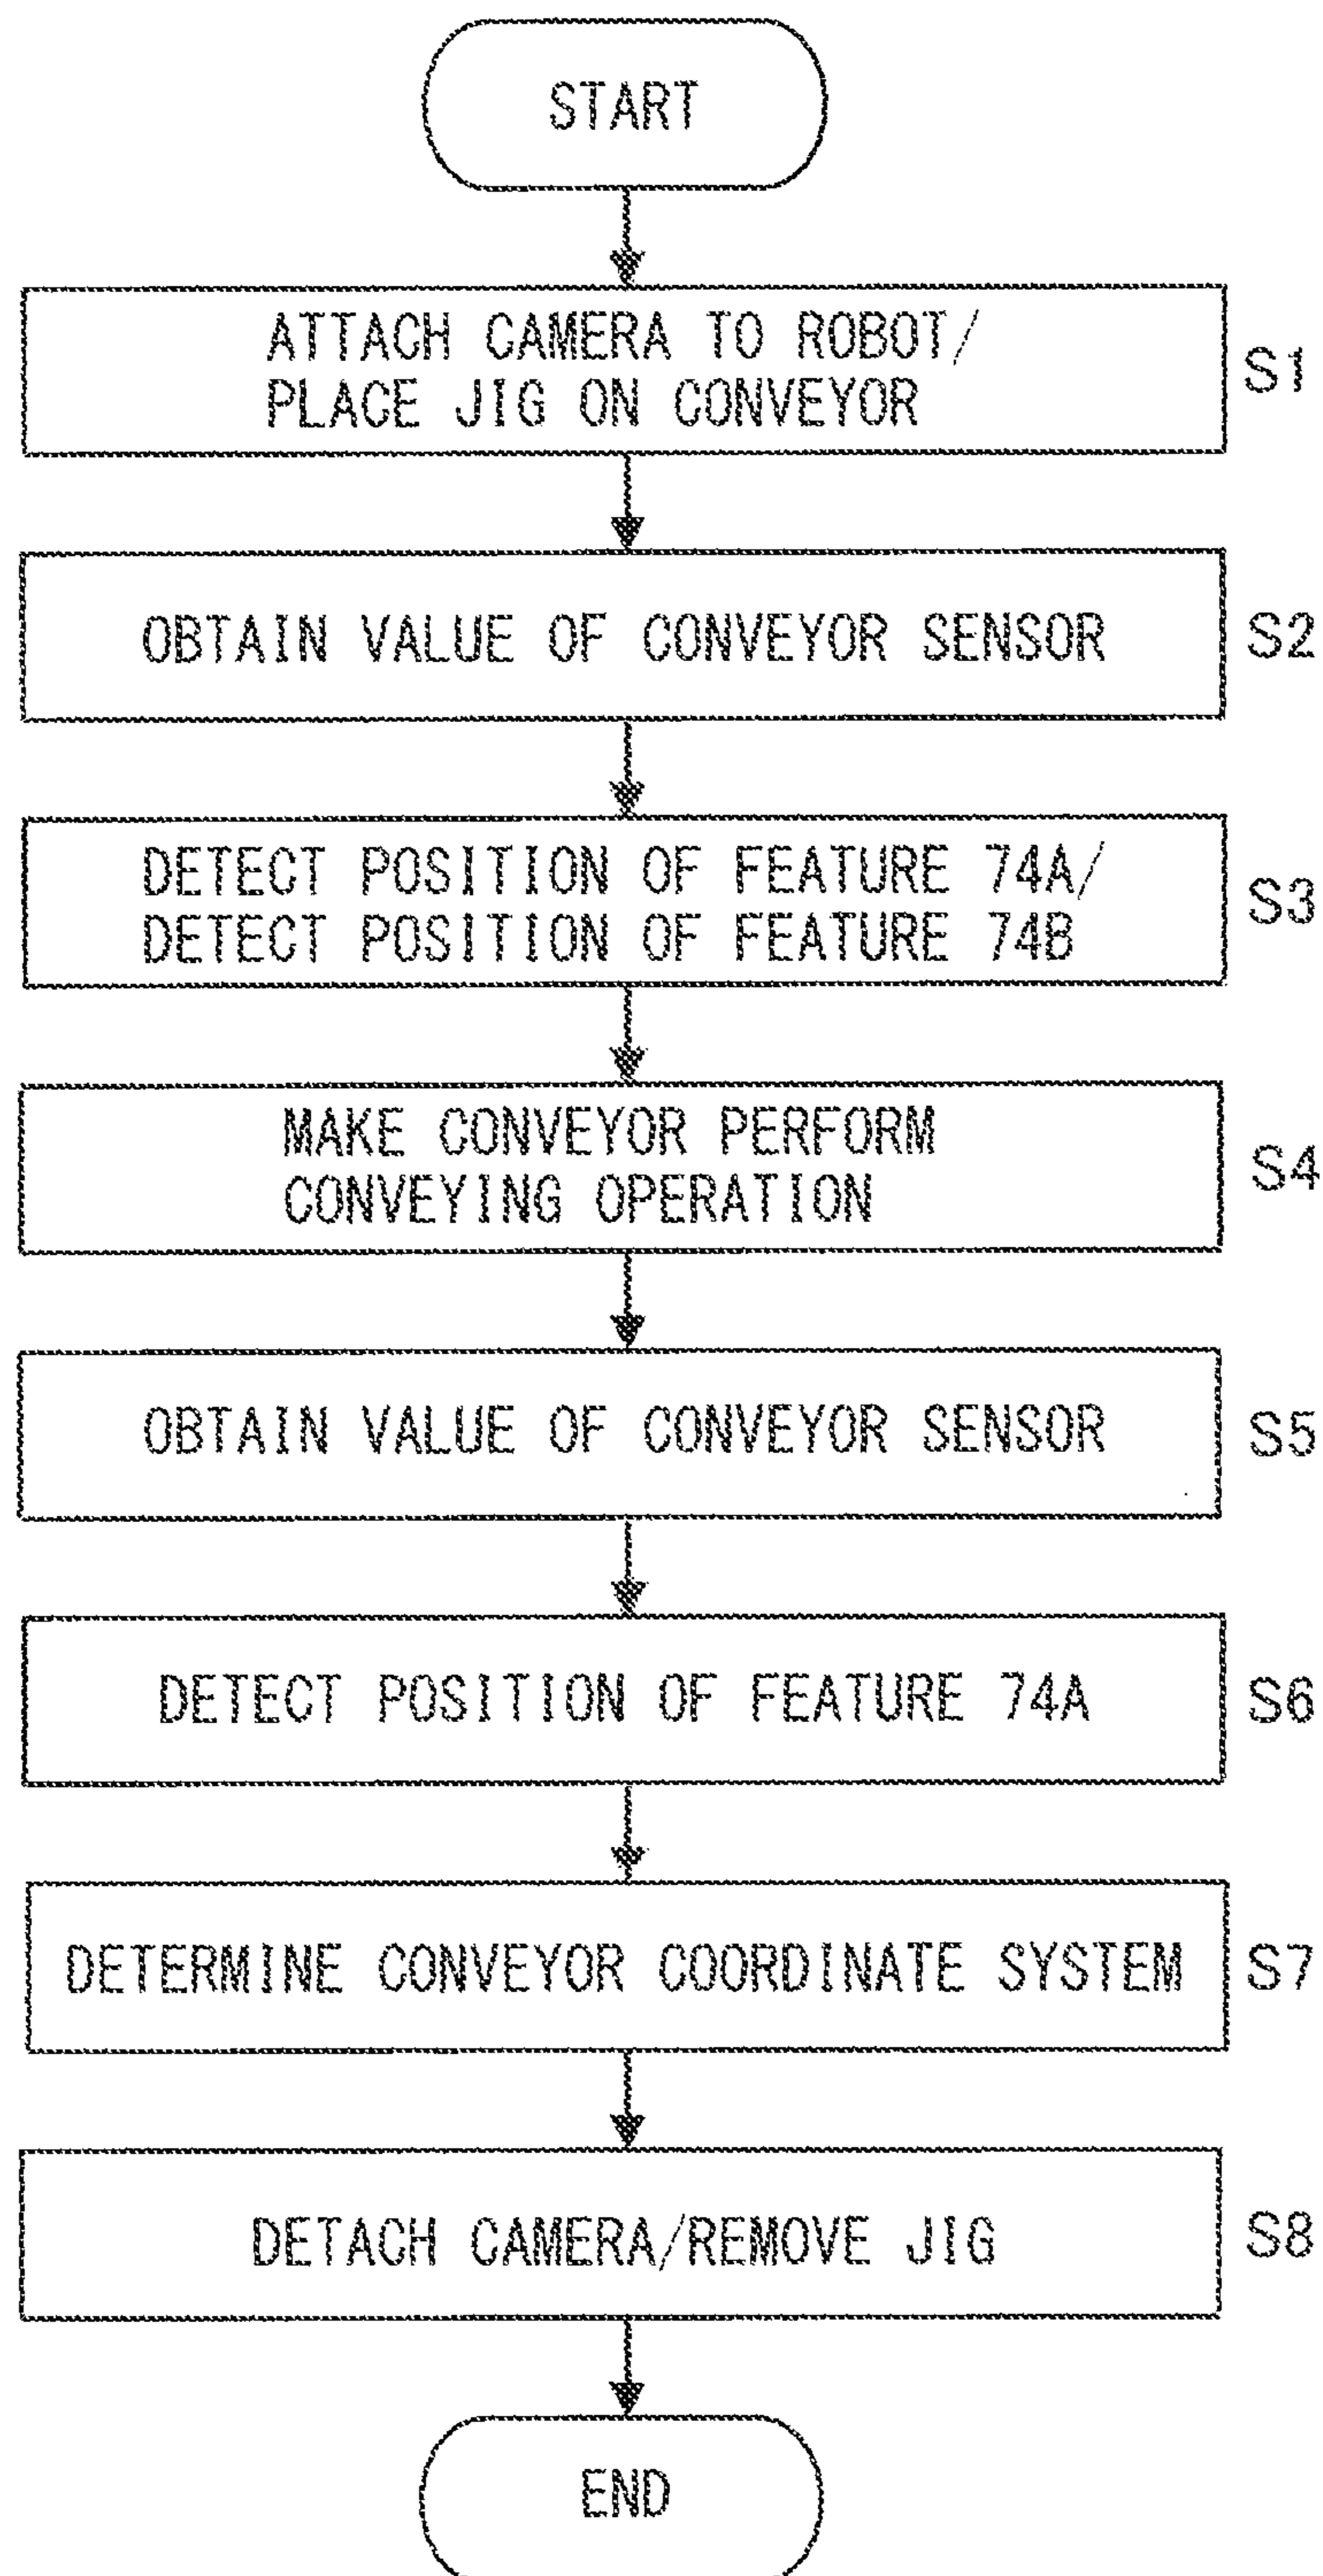 START
ATTACH CAMERA TO ROBOT/
PLACE JIG ON CONVEYOR
S1
OBTAIN VALUE OF CONVEYOR SENSOR
S2
DETECT POSITION OF FEATURE 74A/
DETECT POSITION OF FEATURE 74B
S3
MAKE CONVEYOR PERFORM
CONVEYING OPERATION
S4
OBTAIN VALUE OF CONVEYOR SENSOR
S5
DETECT POSITION OF FEATURE 74A
S6
DETERMINE CONVEYOR COORDINATE SYSTEM
S7
DETACH CAMERA/REMOVE JIG
S8
END